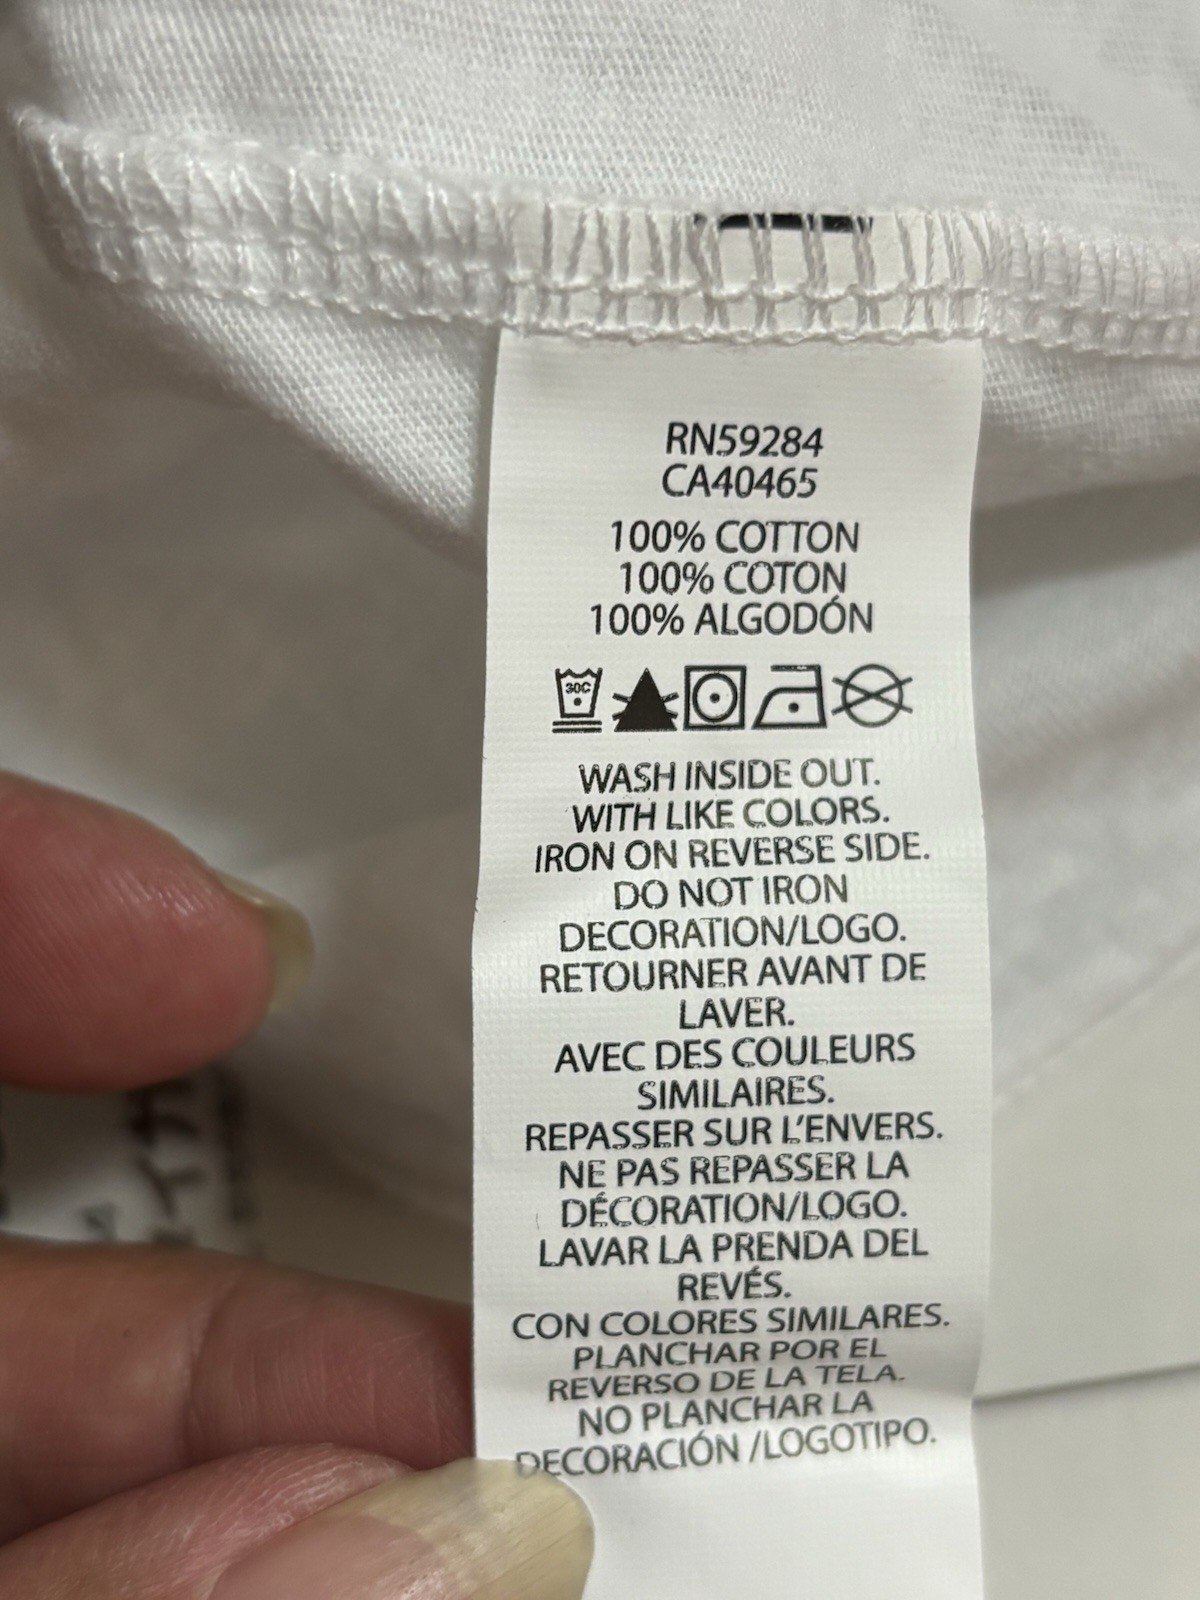 RN59284
CA40465
100% COTTON
100% COTON
100% ALGODÓN
30C
WASH INSIDE OUT.
WITH LIKE COLORS.
IRON ON REVERSE SIDE.
DO NOT IRON
DECORATION/LOGO.
RETOURNER AVANT DE
LAVER.
AVEC DES COULEURS
SIMILAIRES.
REPASSER SUR L'ENVERS.
NE PAS REPASSER LA
DÉCORATION/LOGO.
LAVAR LA PRENDA DEL
REVÉS.
CON COLORES SIMILARES.
PLANCHAR POR EL
REVERSO DE LA TELA.
NO PLANCHAR LA
DECORACIÓN /LOGOTIPO.